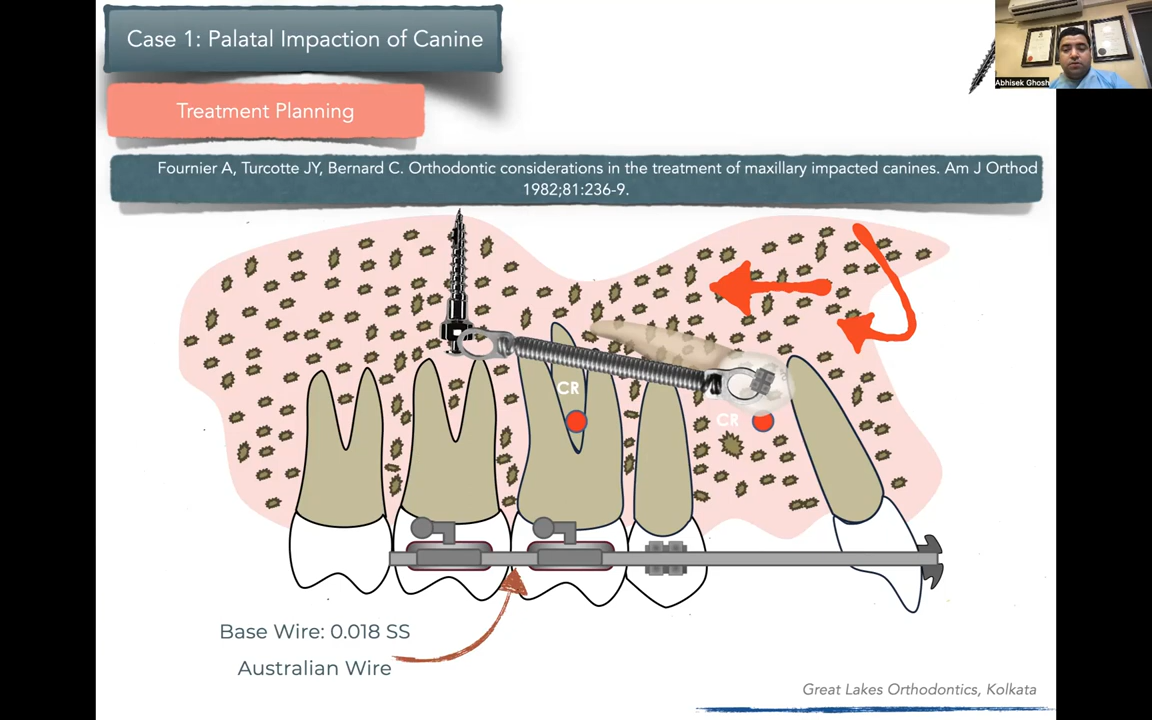 Case 1: Palatal Impaction of Canine
Abhisek Ghosh
Treatment Planning
Fournier A, Turcotte JY, Bernard C. Orthodontic considerations in the treatment of maxillary impacted canines. Am J Orthod
1982;81:236-9.
CR
CR
Base Wire: 0.018 SS
Australian Wire
Great Lakes Orthodontics, Kolkata